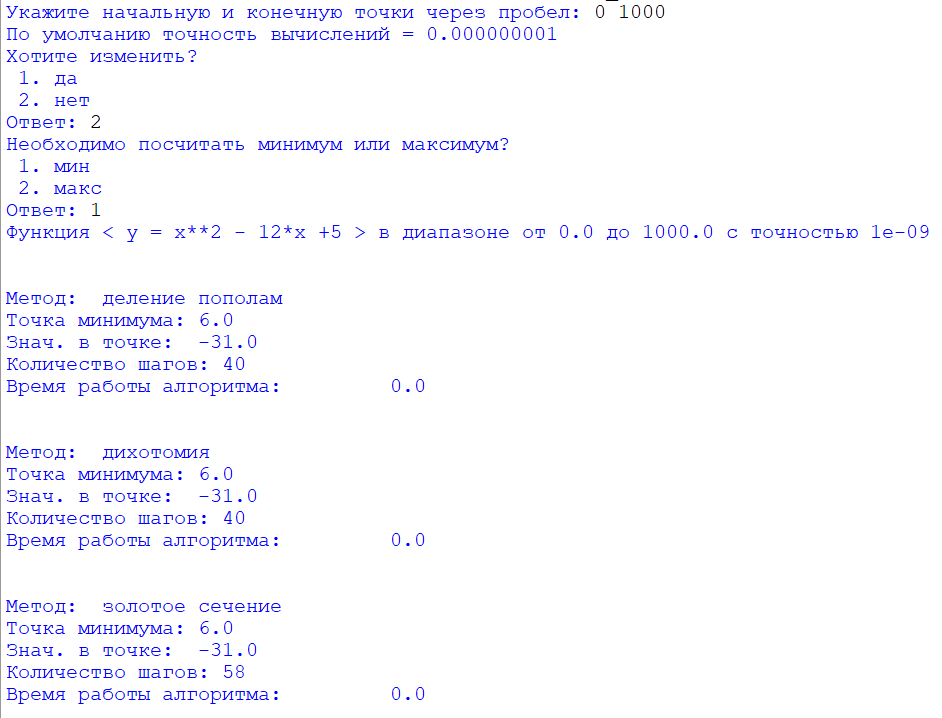 Укажите начальную и конечную точки через пробел: 0 1000
По умолчанию точность вычислений = 0.000000001
Хотите изменить?
1. да
2. нет
Ответ: 2
Необходимо посчитать минимум или максимум?
1. мин
2. макс
Ответ: 1
Функция < y = x**2 - 12*x +5 > в диапазоне от 0.0 до 1000.0 с точностью 1e-09
Метод:  деление пополам
Точка минимума: 6.0
Знач. в точке:  -31.0
Количество шагов: 40
Время работы алгоритма:         0.0
Метод:  дихотомия
Точка минимума: 6.0
Знач. в точке:  -31.0
Количество шагов: 40
Время работы алгоритма:         0.0
Метод:  золотое сечение
Точка минимума: 6.0
Знач. в точке:  -31.0
Количество шагов: 58
Время работы алгоритма:         0.0